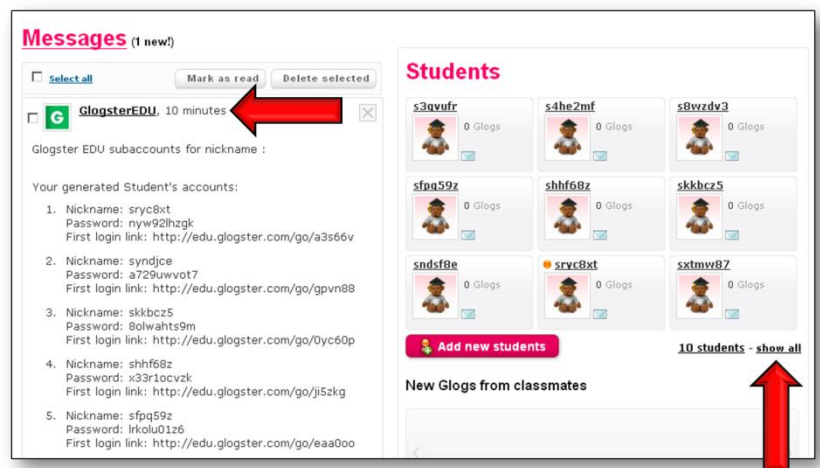 Messages (1 new!)
Select all Mark as read Delete selected
G GlogsterEDU, 10 minutes
Glogster EDU subaccounts for nickname :
Your generated Student's accounts:
1. Nickname: sryc8xt
Password: nyw92lhzgk
First login link: http://edu.glogster.com/go/a3s66v
2. Nickname: syndjce
Password: a729uwvot7
First login link: http://edu.glogster.com/go/gpvn88
3. Nickname: skkbcz5
Password: 8olwahts9m
First login link: http://edu.glogster.com/go/0yc60p
4. Nickname: shhf68z
Password: x33r1ocvzk
First login link: http://edu.glogster.com/go/ji5zkg
5. Nickname: sfpq59z
Password: lrkolu01z6
First login link: http://edu.glogster.com/go/eaa0oo
Students
s3qvufr s4he2mf s8wzdv3
0 Glogs 0 Glogs 0 Glogs
sfpq59z shhf68z skkbcz5
0 Glogs 0 Glogs 0 Glogs
sndsf8e sryc8xt sxtmw87
0 Glogs 0 Glogs 0 Glogs
Add new students 10 students - show all
New Glogs from classmates